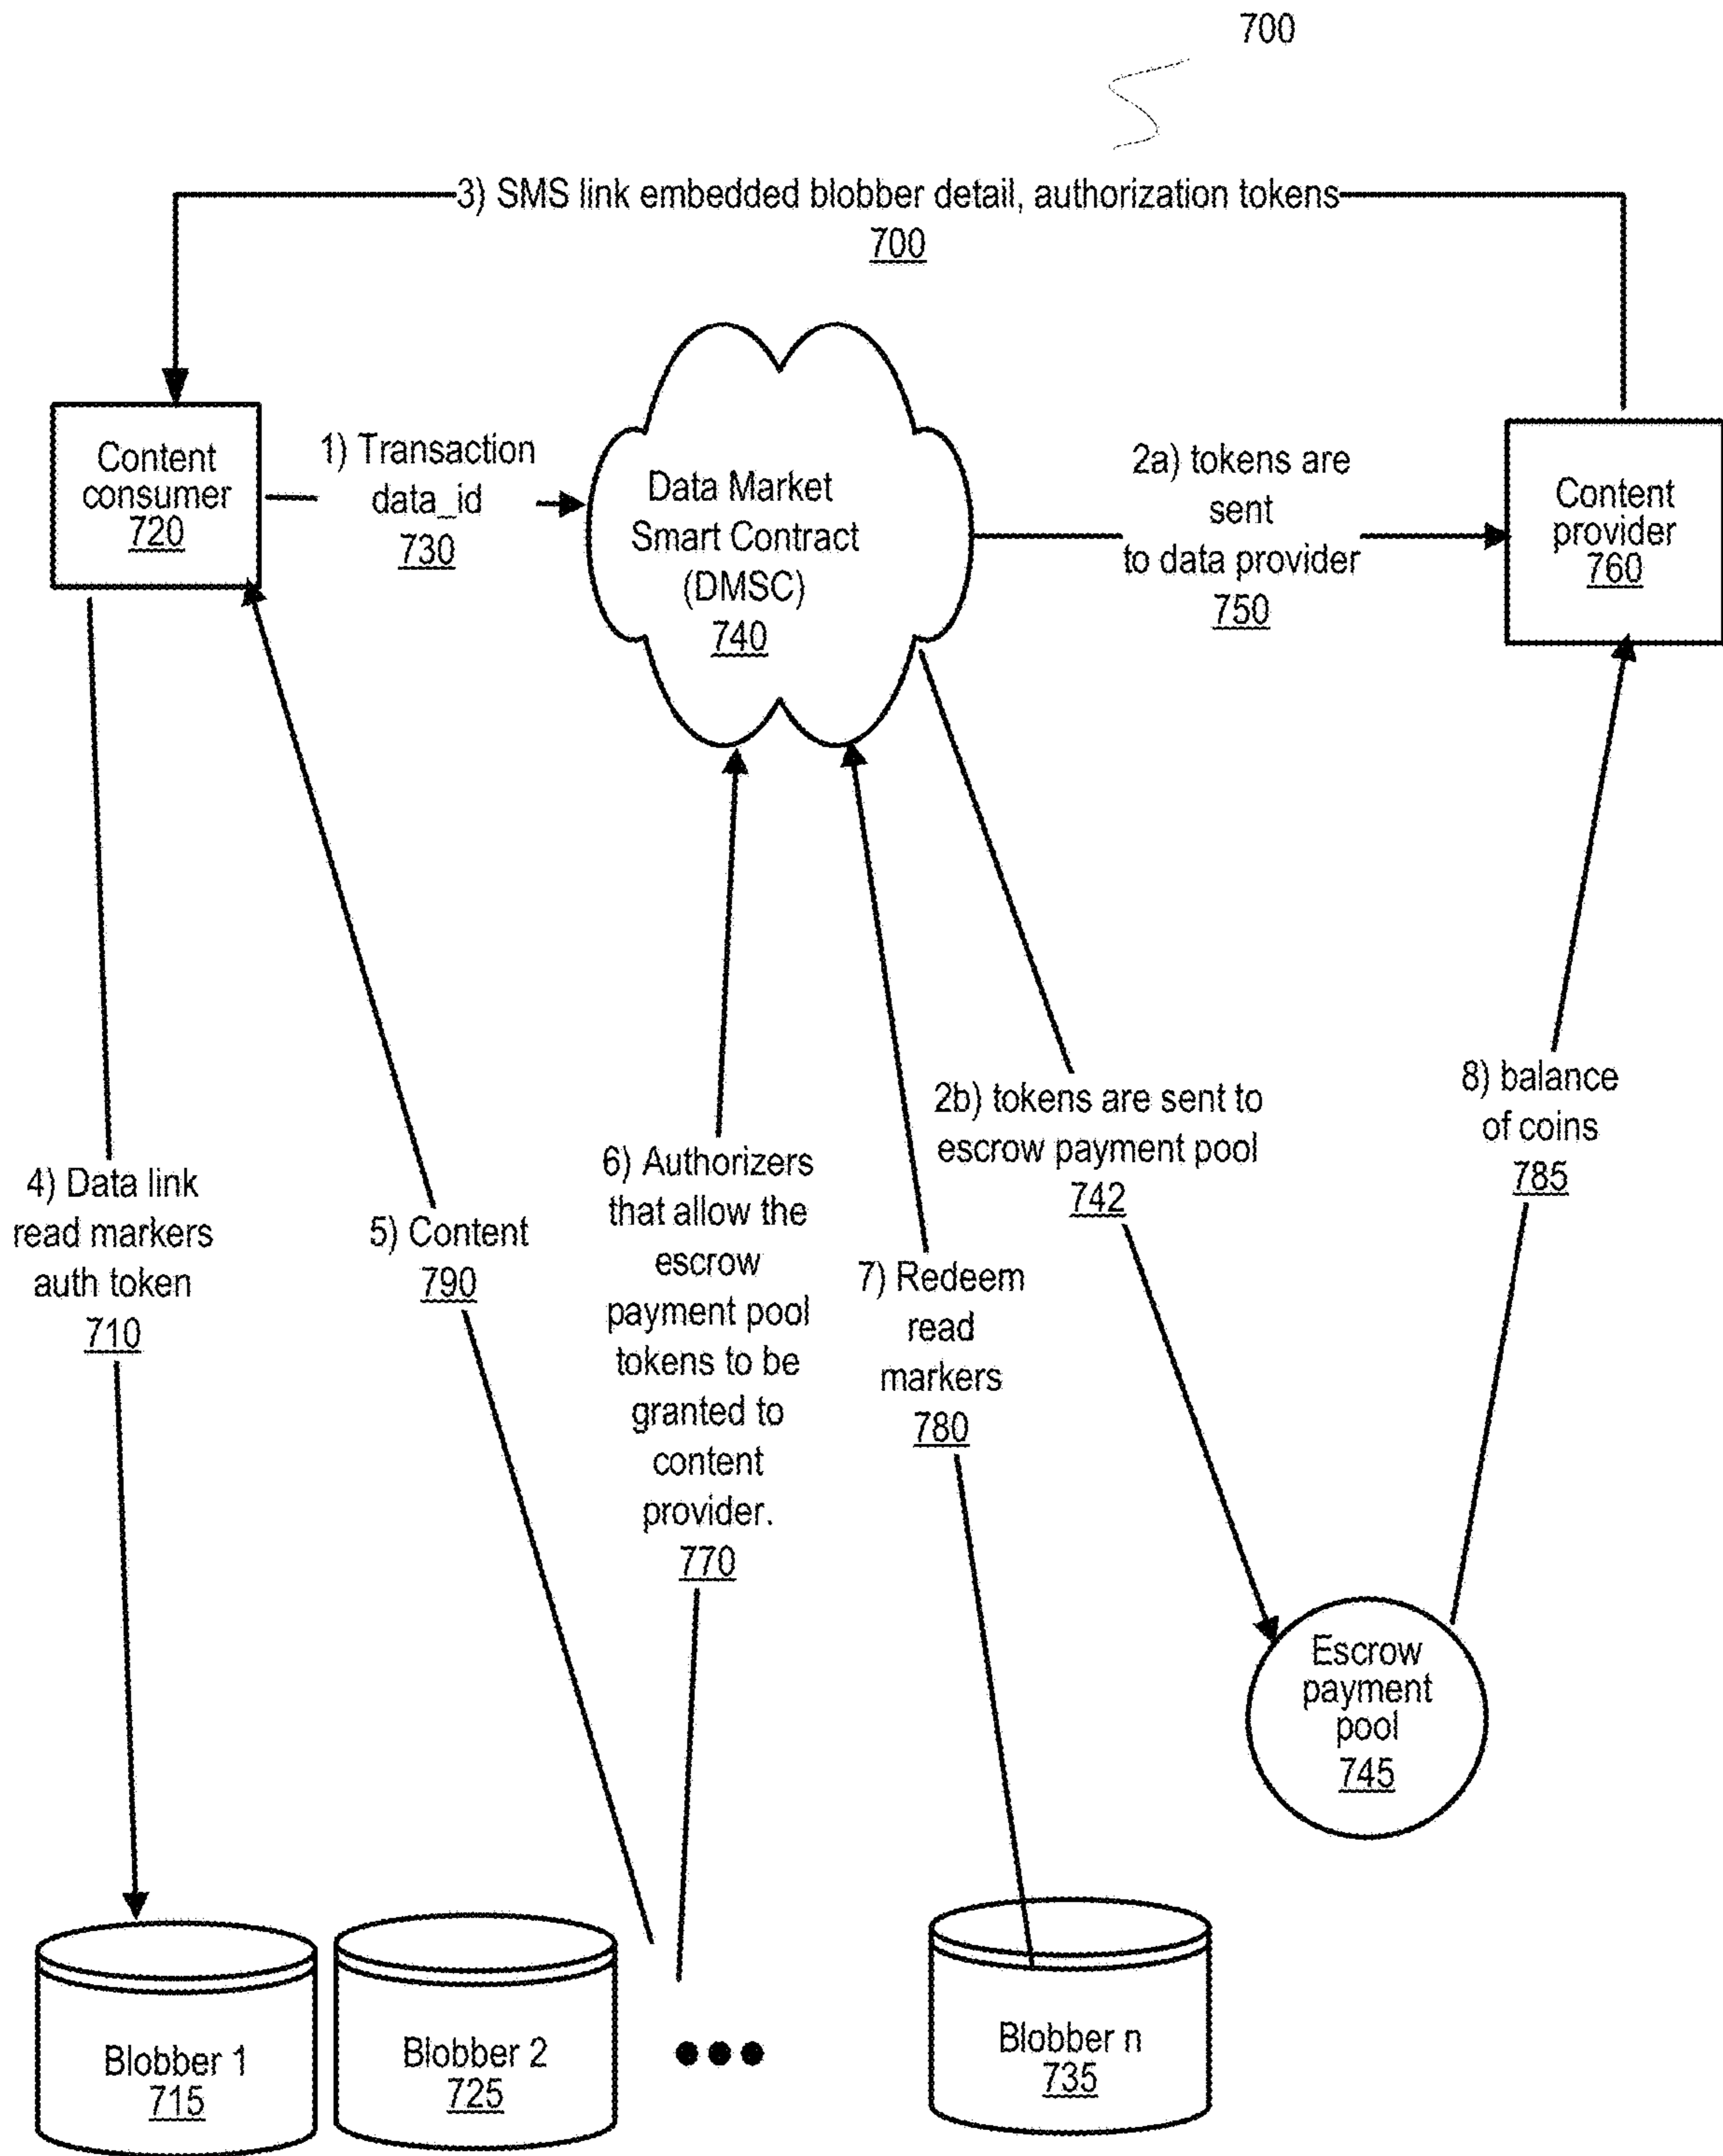 700
3) SMS link embedded blobber detail, authorization tokens
700
Content
consumer
720
1) Transaction
data_id
730
Data Market
Smart Contract
(DMSC)
740
2a) tokens are
sent
to data provider
750
Content
provider
760
4) Data link
read markers
auth token
710
5) Content
790
6) Authorizers
that allow the
escrow
payment pool
tokens to be
granted to
content
provider.
770
7) Redeem
read
markers
780
2b) tokens are sent to
escrow payment pool
742
8) balance
of coins
785
Escrow
payment
pool
745
Blobber 1
715
Blobber 2
725
Blobber n
735